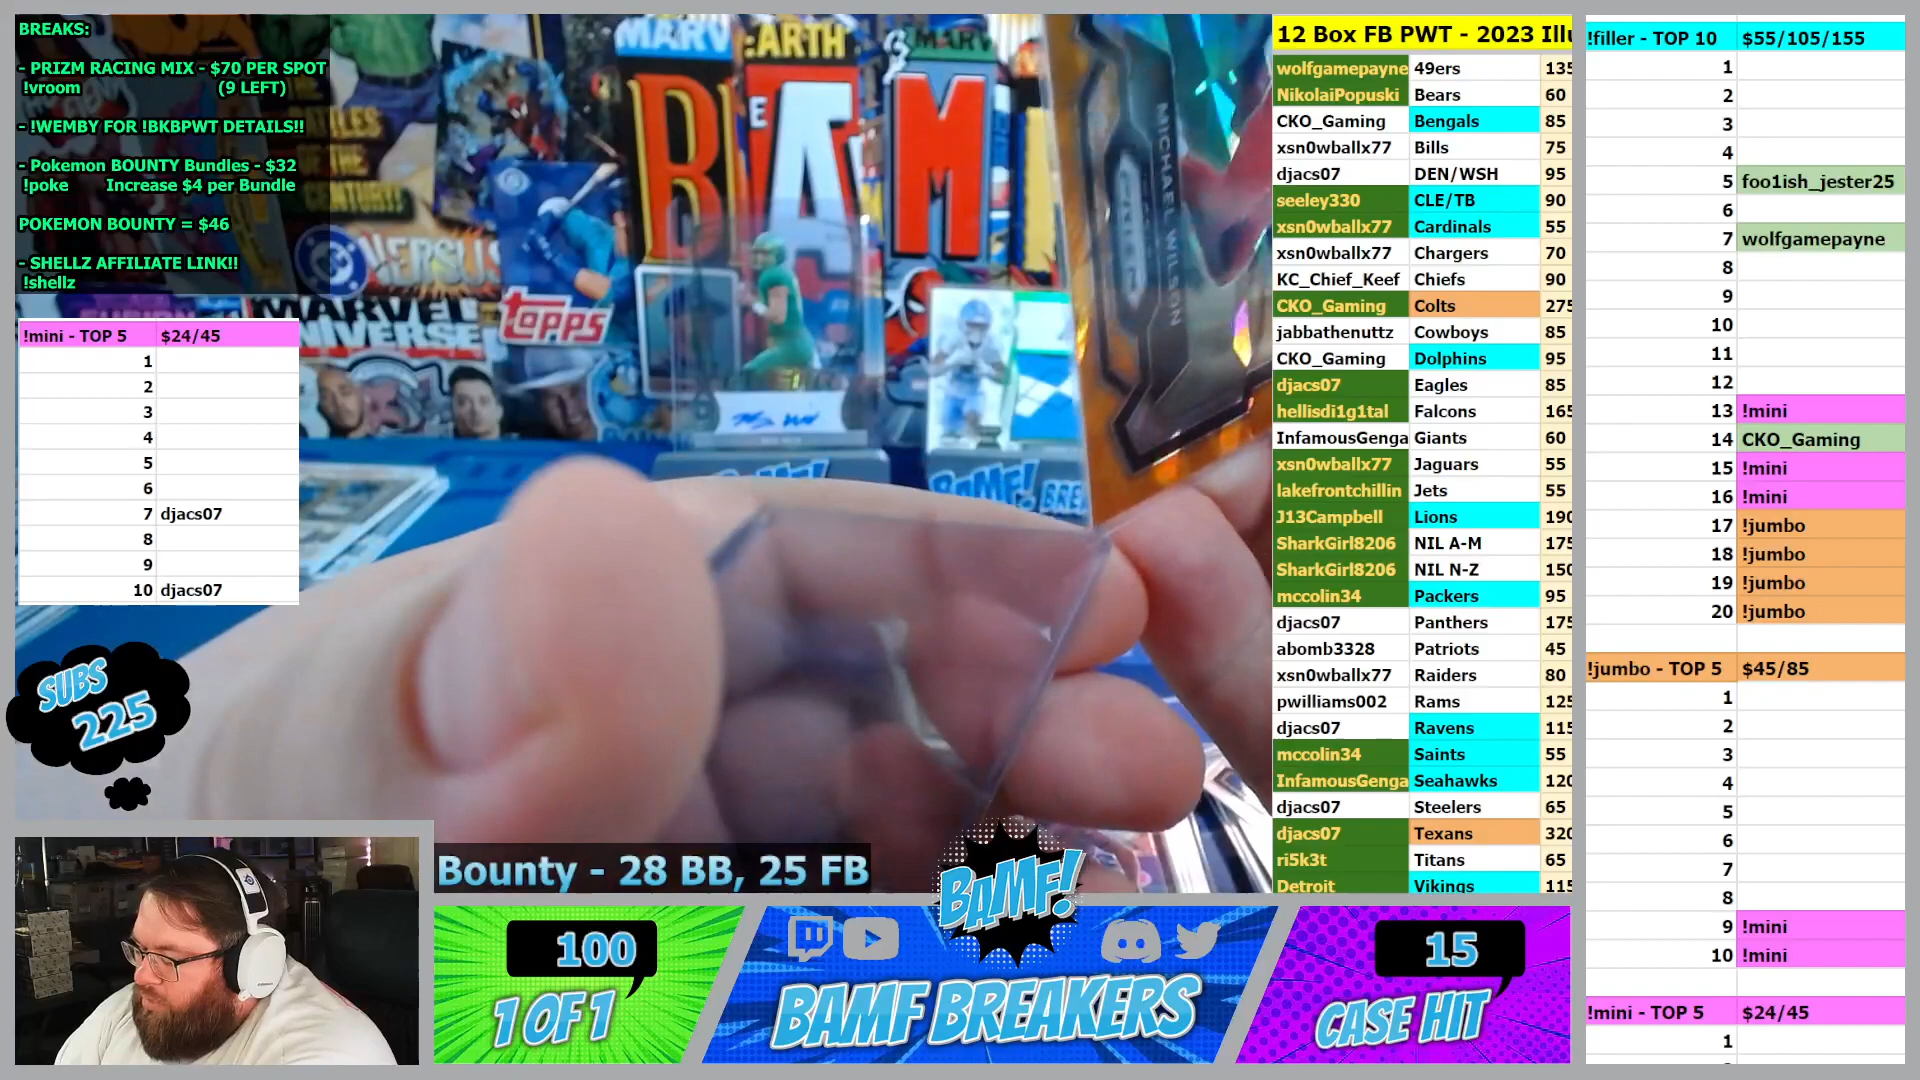 BREAKS:
- PRIZM RACING MIX - $70 PER SPOT
!vroom (9 LEFT)
- !WEMBY FOR !BKBPWT DETAILS!!
- Pokemon BOUNTY Bundles - $32
!poke Increase $4 per Bundle
POKEMON BOUNTY = $46
- SHELLZ AFFILIATE LINK!!
!shellz
!mini - TOP 5 $24/45
1
2
3
4
5
6
7 djacs07
8
9
10 djacs07
SUBS
225
MARV EARTH MARV
BAM
VERSUS
topps
MARVEL
UNIVERSE
MICHAEL WILSON
PRIZM
Bounty - 28 BB, 25 FB
BAMF!
100
1 OF 1
BAMF BREAKERS
15
CASE HIT
12 Box FB PWT - 2023 Illu
wolfgamepayne 49ers 135
NikolaiPopuski Bears 60
CKO_Gaming Bengals 85
xsn0wballx77 Bills 75
djacs07 DEN/WSH 95
seeley330 CLE/TB 90
xsn0wballx77 Cardinals 55
xsn0wballx77 Chargers 70
KC_Chief_Keef Chiefs 90
CKO_Gaming Colts 275
jabbathenuttz Cowboys 85
CKO_Gaming Dolphins 95
djacs07 Eagles 85
hellisdi1g1tal Falcons 165
InfamousGenga Giants 60
xsn0wballx77 Jaguars 55
lakefrontchillin Jets 55
J13Campbell Lions 190
SharkGirl8206 NIL A-M 175
SharkGirl8206 NIL N-Z 150
mccolin34 Packers 95
djacs07 Panthers 175
abomb3328 Patriots 45
xsn0wballx77 Raiders 80
pwilliams002 Rams 125
djacs07 Ravens 115
mccolin34 Saints 55
InfamousGenga Seahawks 120
djacs07 Steelers 65
djacs07 Texans 320
ri5k3t Titans 65
Detroit Vikings 115
!filler - TOP 10 $55/105/155
1
2
3
4
5 foo1ish_jester25
6
7 wolfgamepayne
8
9
10
11
12
13 !mini
14 CKO_Gaming
15 !mini
16 !mini
17 !jumbo
18 !jumbo
19 !jumbo
20 !jumbo
!jumbo - TOP 5 $45/85
1
2
3
4
5
6
7
8
9 !mini
10 !mini
!mini - TOP 5 $24/45
1